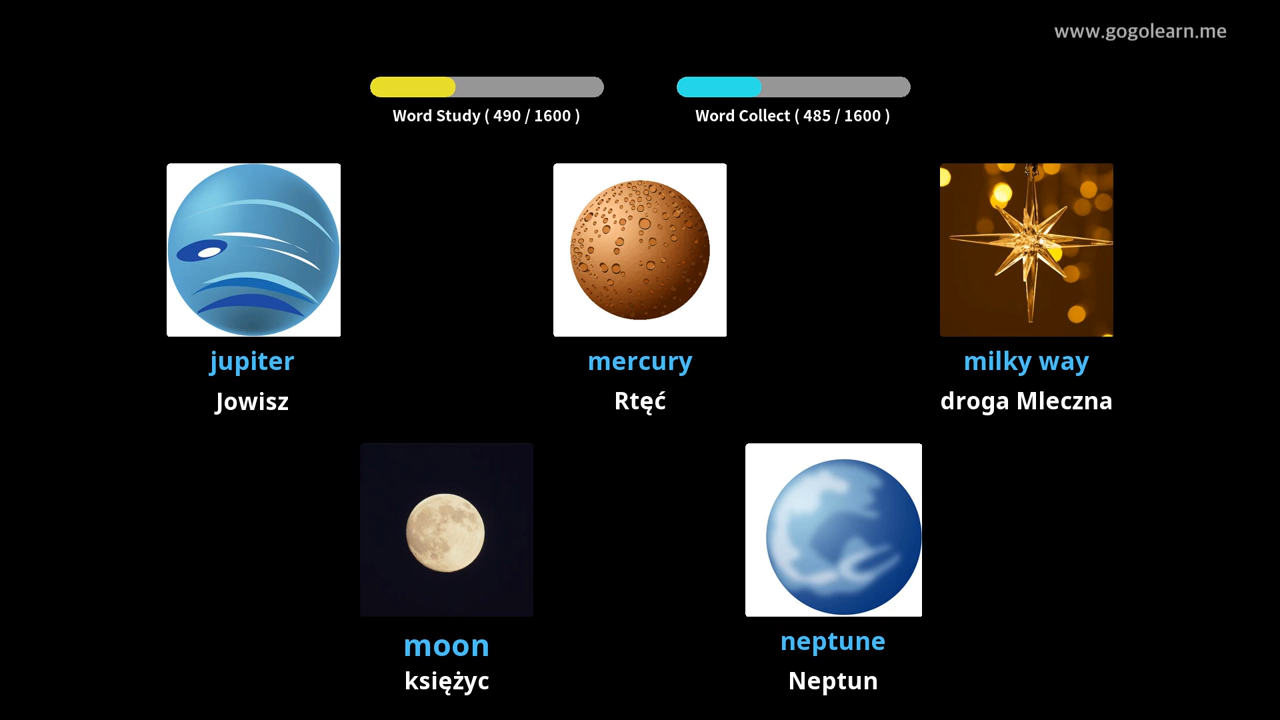 www.gogolearn.me
Word Study ( 490 / 1600 )
Word Collect ( 485 / 1600 )
jupiter
Jowisz
mercury
Rtęć
milky way
droga Mleczna
moon
księżyc
neptune
Neptun